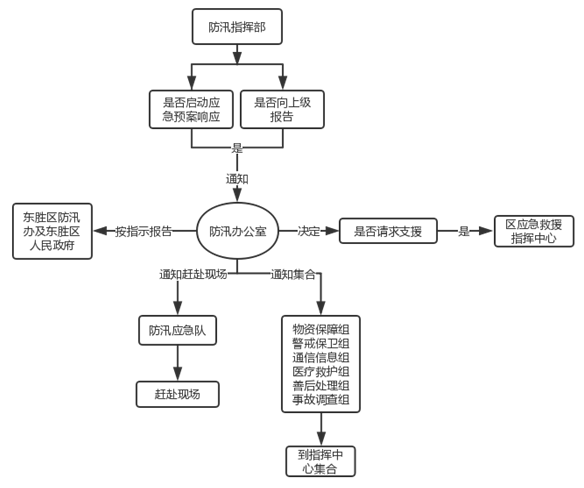 防汛指挥部
是否启动应
急预案响应
是否向上级
报告
是
通知
东胜区防汛
办及东胜区
人民政府
按指示报告
防汛办公室
决定
是否请求支援
是
区应急救援
指挥中心
通知赶赴现场
通知集合
防汛应急队
物资保障组
警戒保卫组
通信信息组
医疗救护组
善后处理组
事故调查组
赶赴现场
到指挥中
心集合